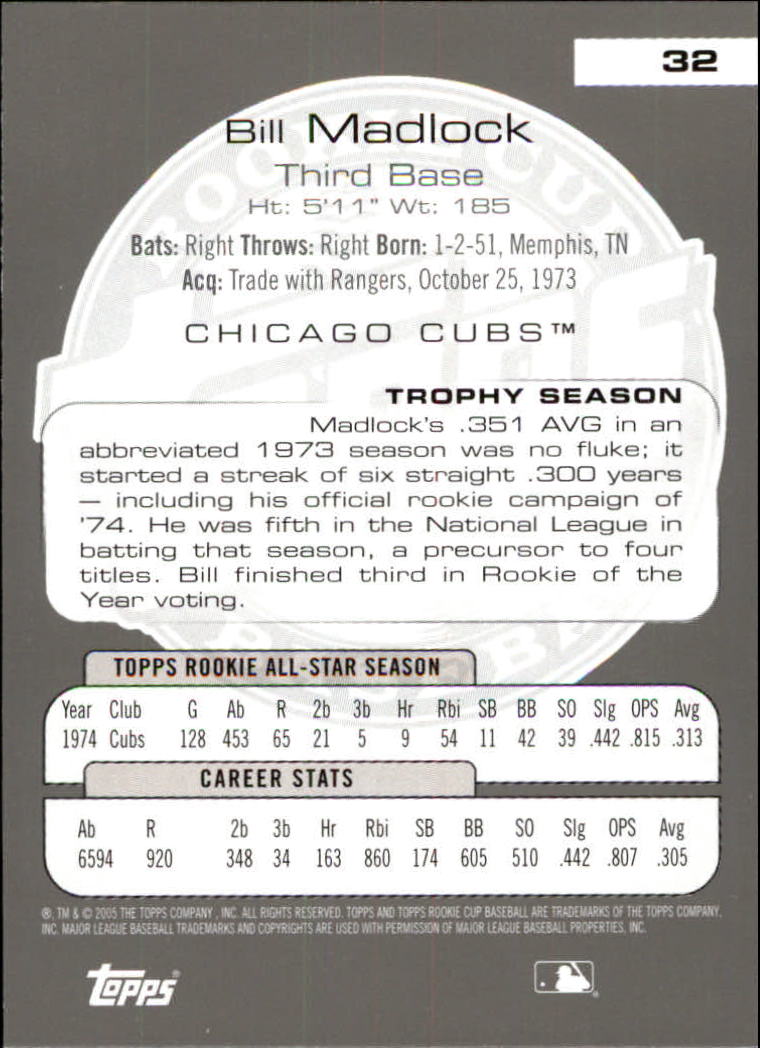 32
Bill Madlock
Third Base
Ht: 5'11" Wt: 185
Bats: Right Throws: Right Born: 1-2-51, Memphis, TN
Acq: Trade with Rangers, October 25, 1973
CHICAGO CUBS™
TROPHY SEASON
Madlock's .351 AVG in an
abbreviated 1973 season was no fluke; it
started a streak of six straight .300 years
— including his official rookie campaign of
'74. He was fifth in the National League in
batting that season, a precursor to four
titles. Bill finished third in Rookie of the
Year voting.
TOPPS ROOKIE ALL-STAR SEASON
Year Club G Ab R 2b 3b Hr Rbi SB BB SO Slg OPS Avg
1974 Cubs 128 453 65 21 5 9 54 11 42 39 .442 .815 .313
CAREER STATS
Ab R 2b 3b Hr Rbi SB BB SO Slg OPS Avg
6594 920 348 34 163 860 174 605 510 .442 .807 .305
®, TM & © 2005 THE TOPPS COMPANY, INC. ALL RIGHTS RESERVED. TOPPS AND TOPPS ROOKIE CUP BASEBALL ARE TRADEMARKS OF THE TOPPS COMPANY,
INC. MAJOR LEAGUE BASEBALL TRADEMARKS AND COPYRIGHTS ARE USED WITH PERMISSION OF MAJOR LEAGUE BASEBALL PROPERTIES, INC.
Topps®